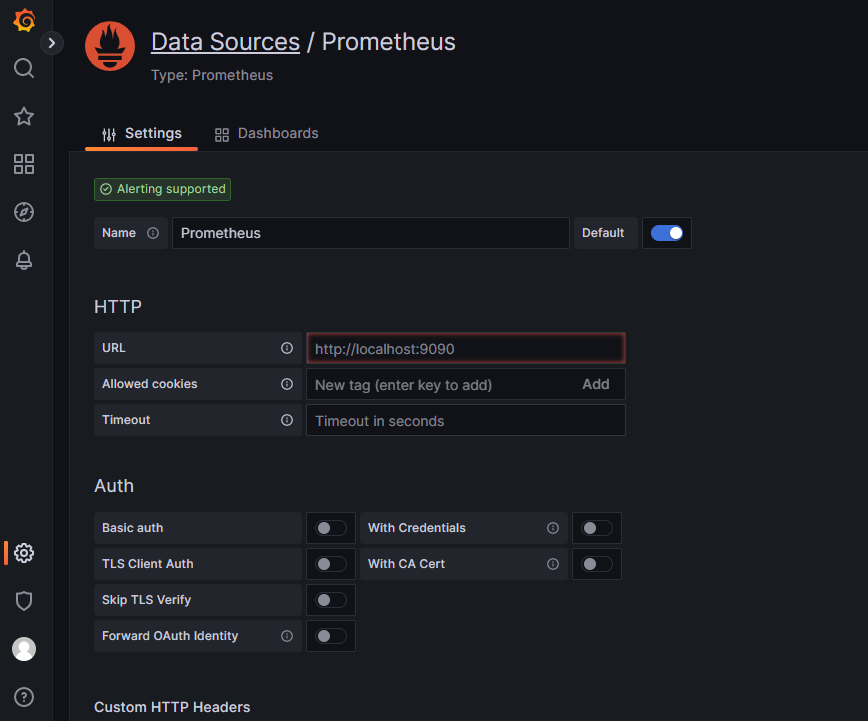 Data Sources / Prometheus
Type: Prometheus
Settings Dashboards
Alerting supported
Name Prometheus Default
HTTP
URL http://localhost:9090
Allowed cookies New tag (enter key to add) Add
Timeout Timeout in seconds
Auth
Basic auth With Credentials
TLS Client Auth With CA Cert
Skip TLS Verify
Forward OAuth Identity
Custom HTTP Headers